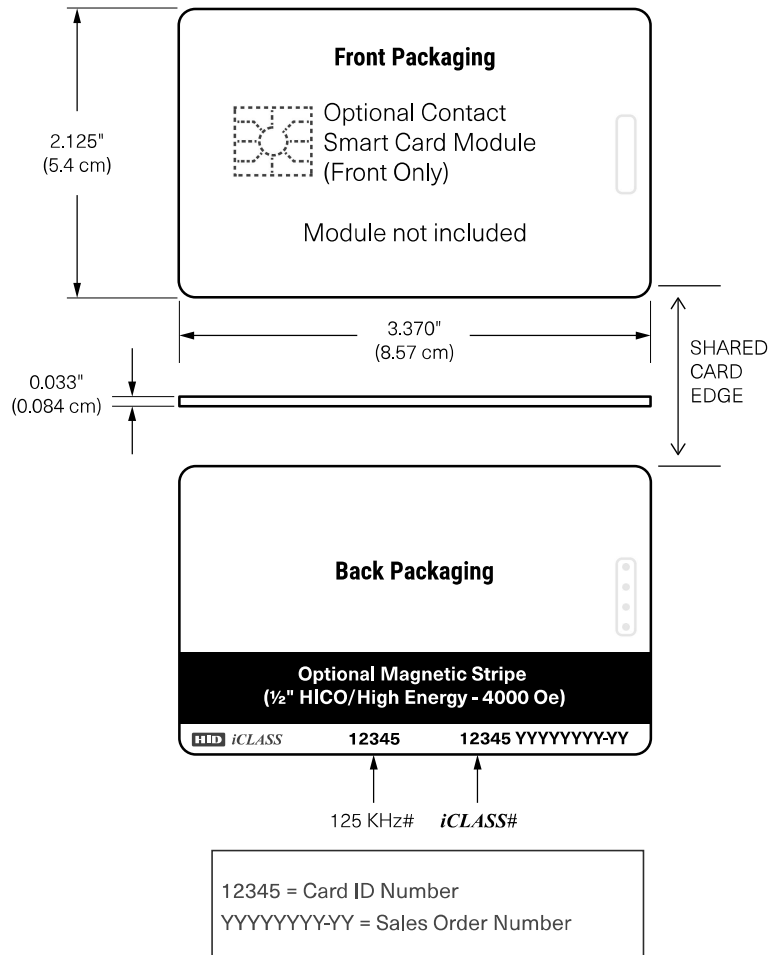 Front Packaging
Optional Contact
Smart Card Module
(Front Only)
Module not included
2.125"
(5.4 cm)
3.370"
(8.57 cm)
SHARED
CARD
EDGE
0.033"
(0.084 cm)
Back Packaging
Optional Magnetic Stripe
(½" HICO/High Energy - 4000 Oe)
HID iCLASS 12345 12345 YYYYYYYY-YY
125 KHz# iCLASS#
12345 = Card ID Number
YYYYYYYY-YY = Sales Order Number